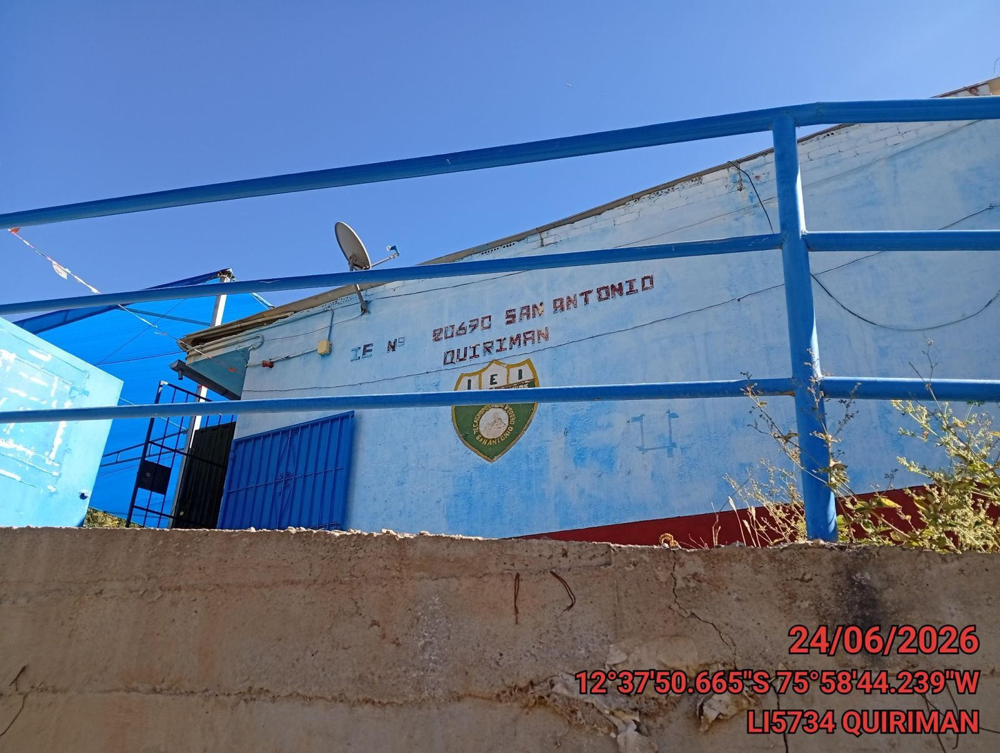 IE Nº 20690 SAN ANTONIO
QUIRIMAN
I E I
SAN ANTONIO
24/06/2026
12°37'50.665"S 75°58'44.239"W
LI5734 QUIRIMAN